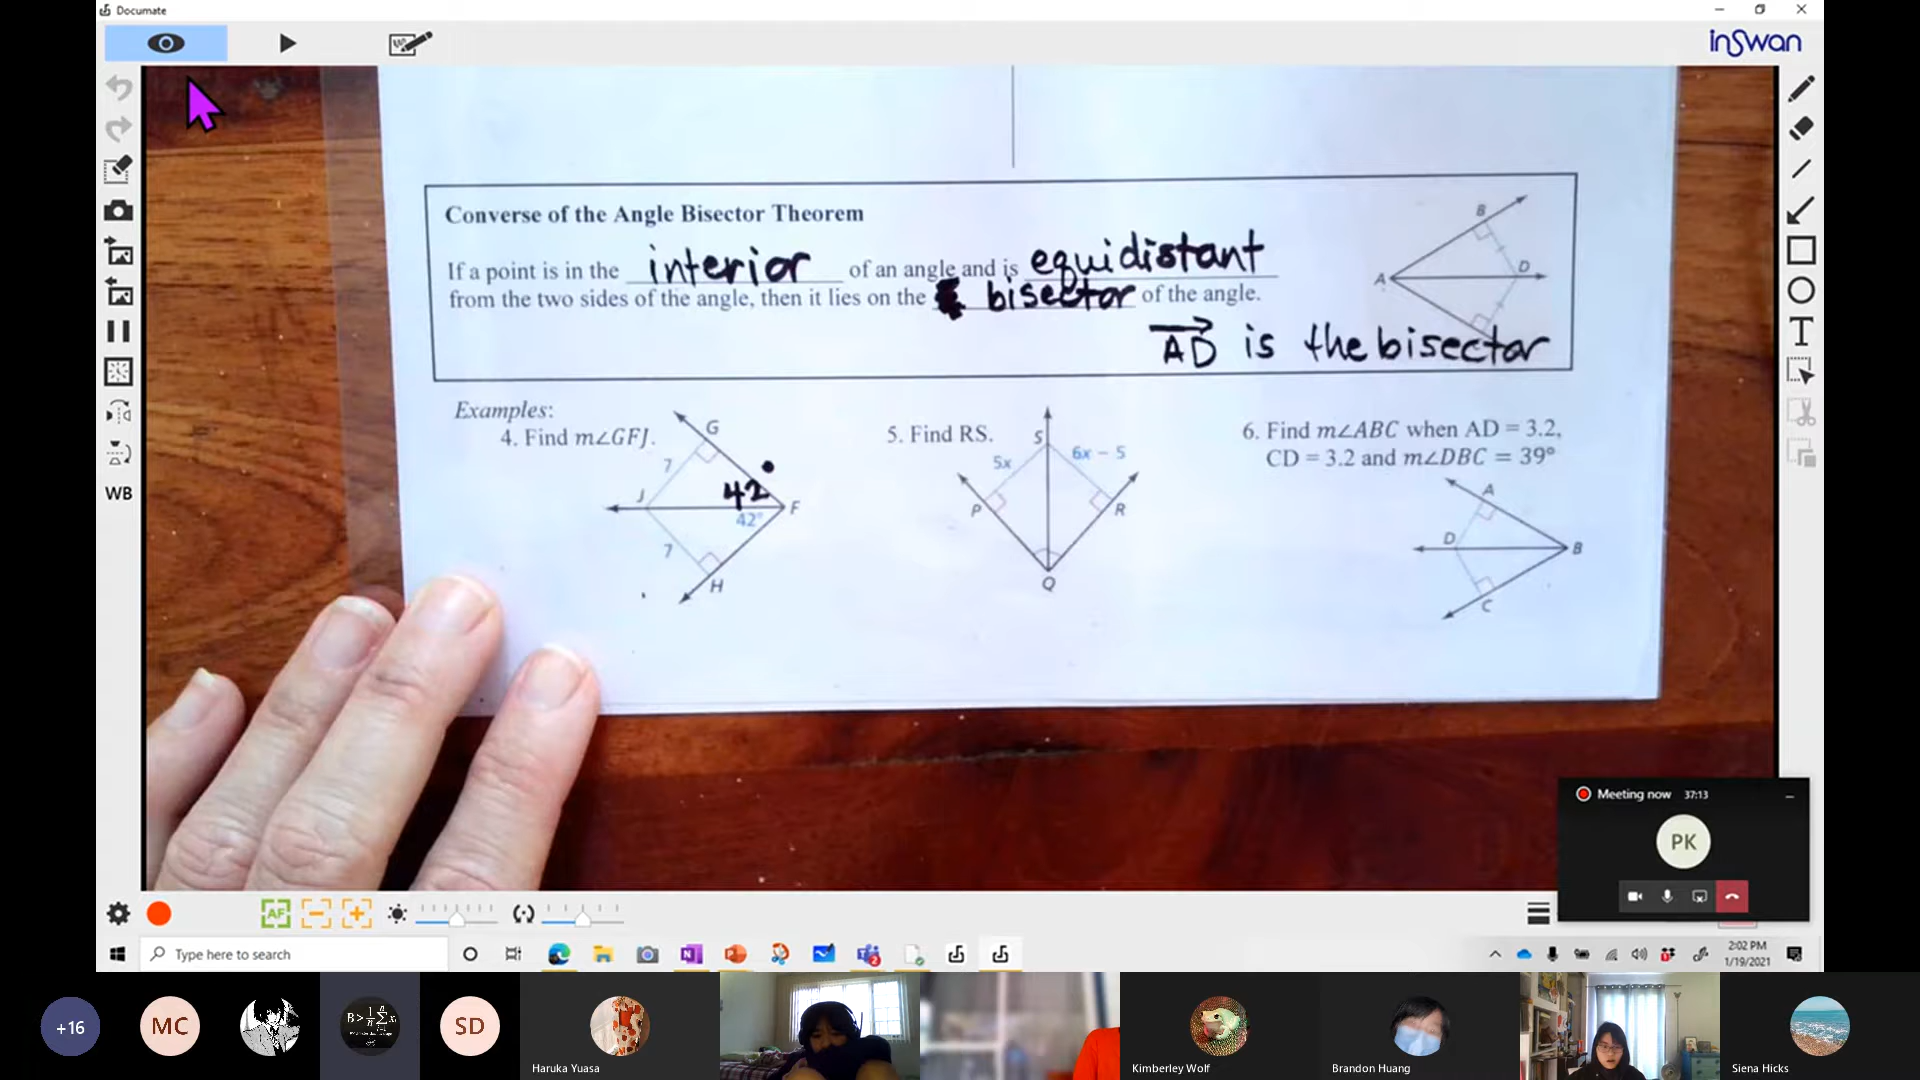 Documate
inswan
Converse of the Angle Bisector Theorem
If a point is in the interior of an angle and is equidistant
from the two sides of the angle, then it lies on the bisector of the angle.
AD is the bisector
B
A
D
Examples:
4. Find m∠GFJ.
G
7
J
42
F
42°
7
H
5. Find RS.
S
5x
6x − 5
P
R
Q
6. Find m∠ABC when AD = 3.2,
CD = 3.2 and m∠DBC = 39°
A
D
B
C
T
WB
Meeting now 37:13
PK
AF
Type here to search
2:02 PM
1/19/2021
+16
MC
SD
Haruka Yuasa
Kimberley Wolf
Brandon Huang
Siena Hicks